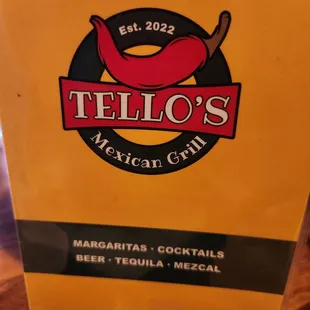 Est. 2022
TELLO'S
Mexican Grill
MARGARITAS · COCKTAILS
BEER · TEQUILA · MEZCAL